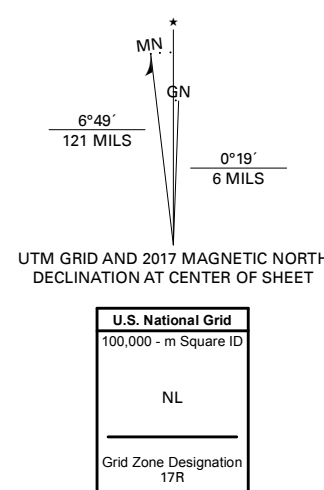 ★
MN
GN
6°49´
121 MILS
0°19´
6 MILS
UTM GRID AND 2017 MAGNETIC NORTH
DECLINATION AT CENTER OF SHEET
U.S. National Grid
100,000 - m Square ID
NL
Grid Zone Designation
17R